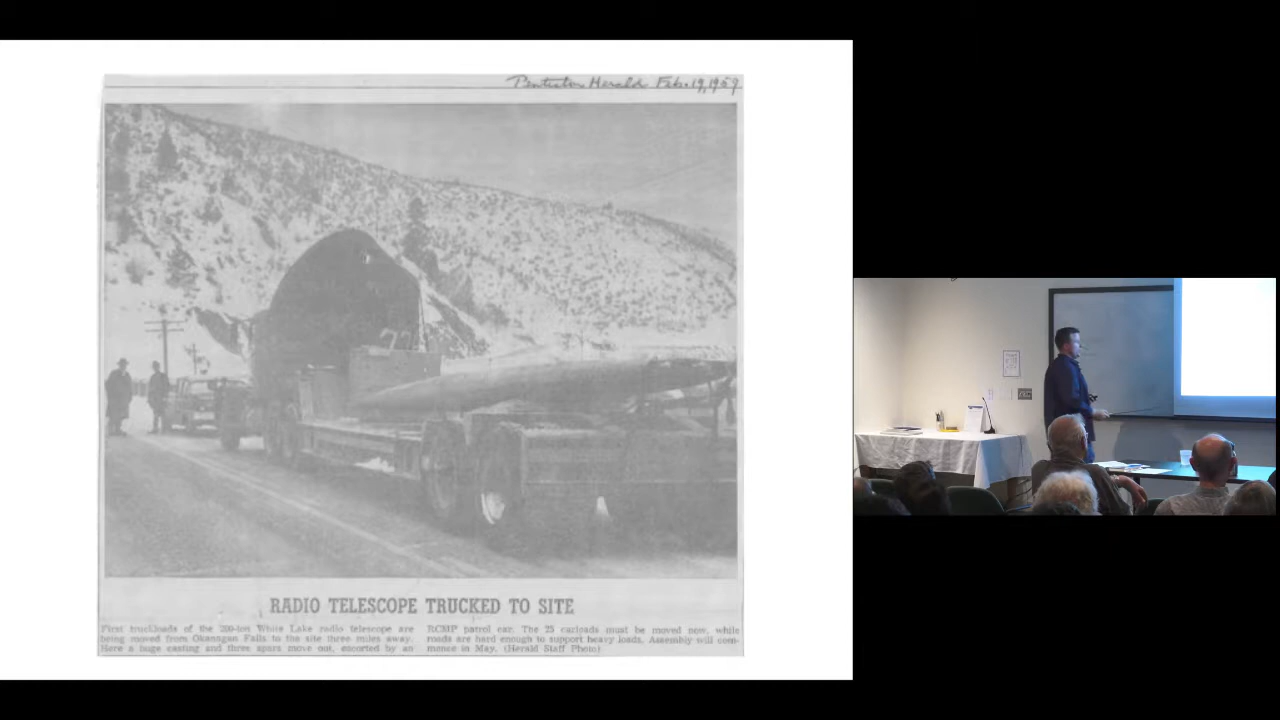 Penticton Herald Feb. 19, 1959
RADIO TELESCOPE TRUCKED TO SITE
First truckloads of the 200-ton White Lake radio telescope are
being moved from Okanagan Falls to the site three miles away.
Here a huge casting and three spars move out, escorted by an
RCMP patrol car. The 25 carloads must be moved now, while
roads are hard enough to support heavy loads. Assembly will com-
mence in May. (Herald Staff Photo)